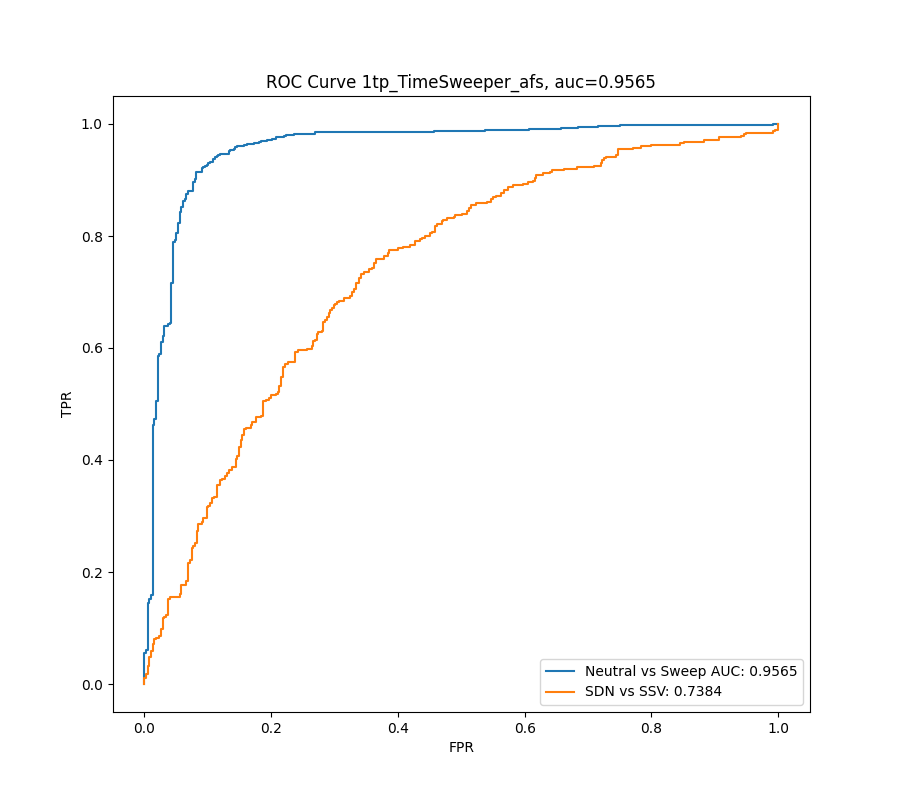 ROC Curve 1tp_TimeSweeper_afs, auc=0.9565
1.0
0.8
0.6
0.4
0.2
0.0
TPR
Neutral vs Sweep AUC: 0.9565
SDN vs SSV: 0.7384
0.0 0.2 0.4 0.6 0.8 1.0
FPR